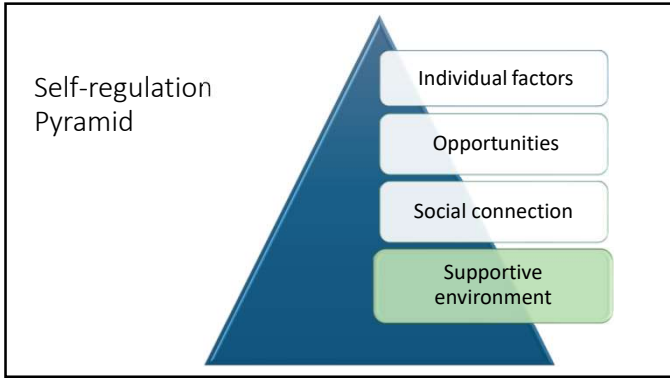 Self-regulation
Pyramid
Individual factors
Opportunities
Social connection
Supportive
environment